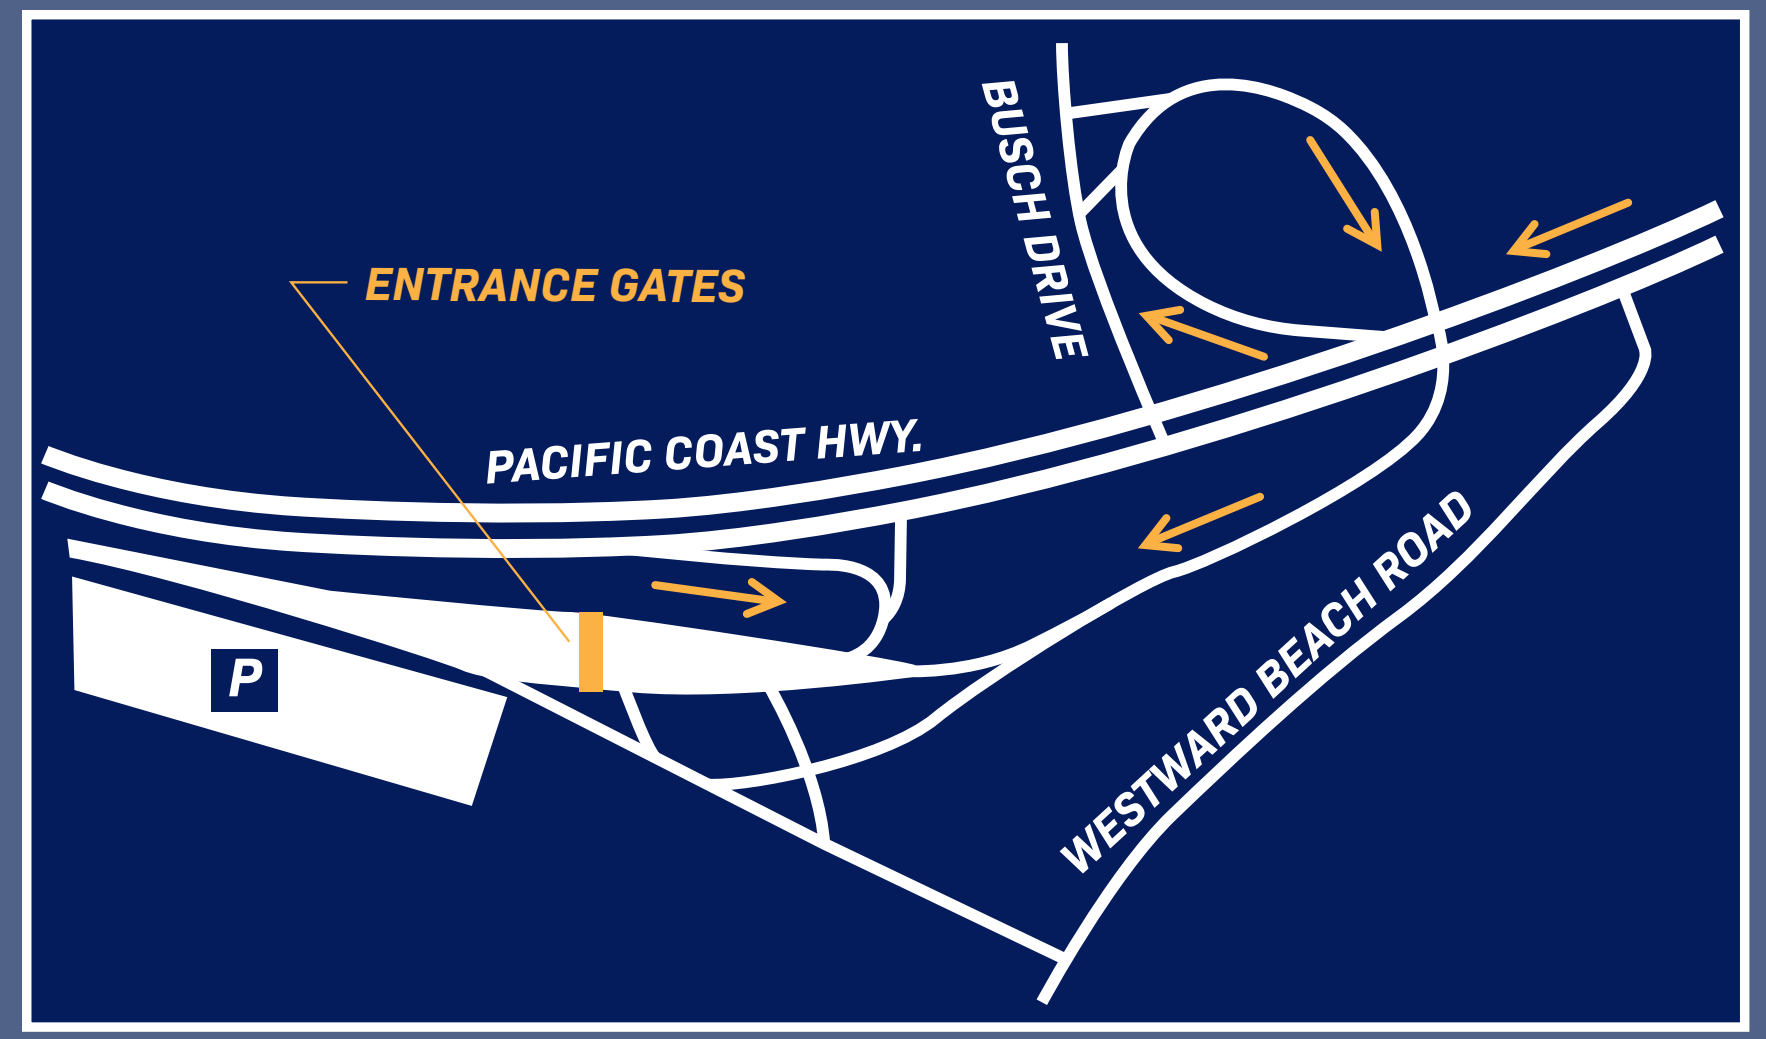 BUSCH DRIVE
ENTRANCE GATES
PACIFIC COAST HWY.
WESTWARD BEACH ROAD
P